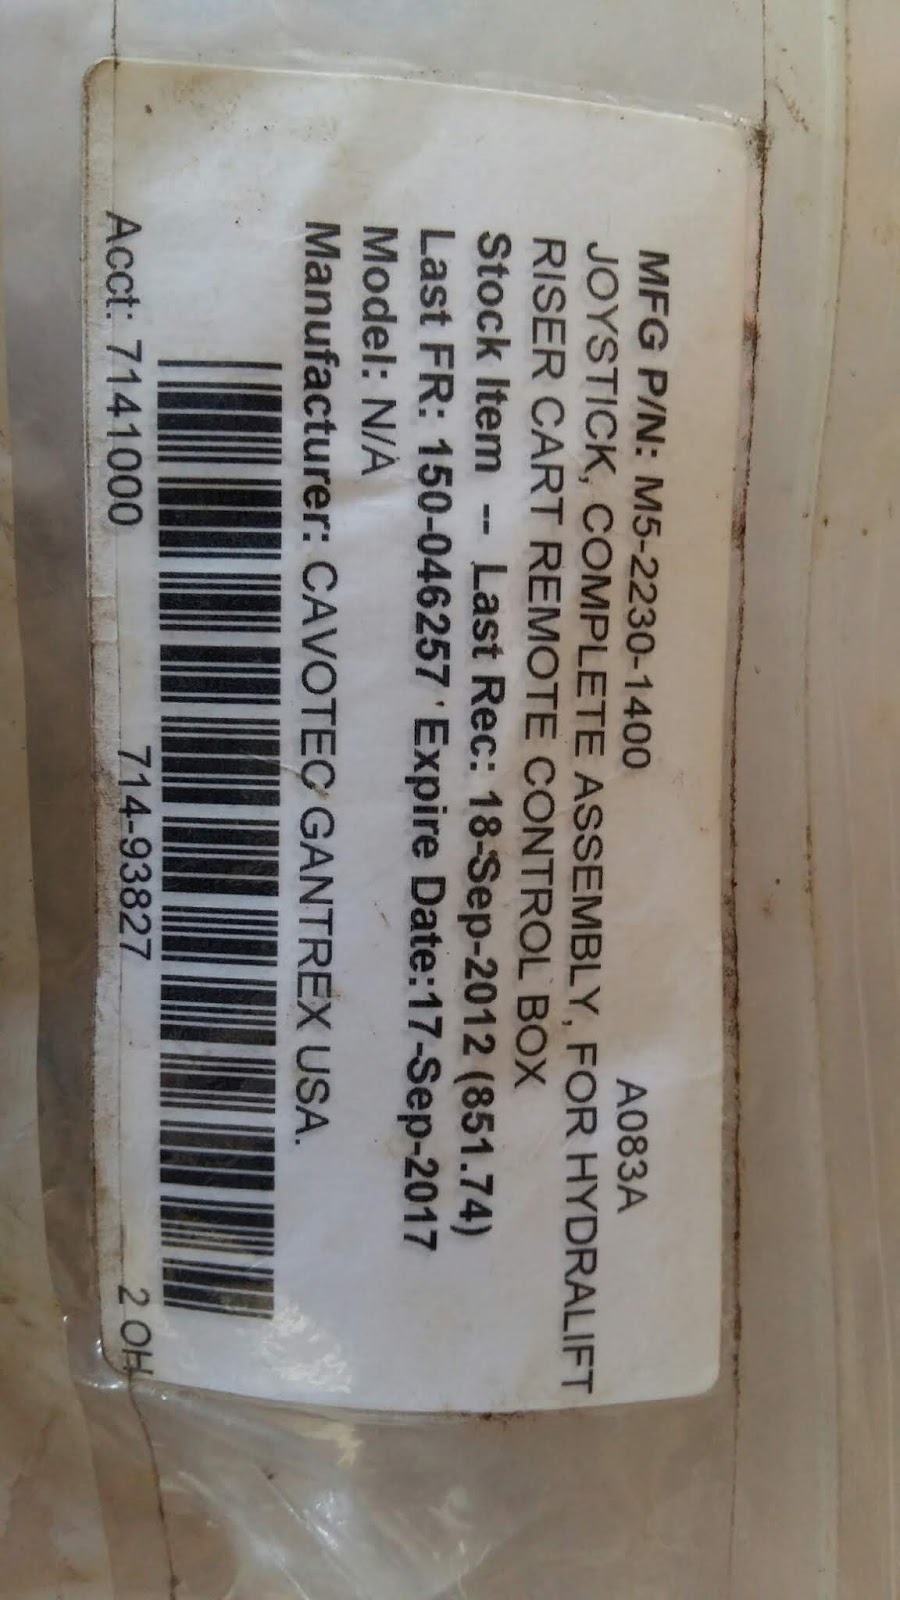 MFG P/N: M5-2230-1400 A083A
JOYSTICK, COMPLETE ASSEMBLY, FOR HYDRALIFT
RISER CART REMOTE CONTROL BOX
Stock Item -- Last Rec: 18-Sep-2012 (851.74)
Last FR: 150-046257 Expire Date:17-Sep-2017
Model: N/A
Manufacturer: CAVOTEC GANTREX USA.
Acct: 7141000 714-93827 2 OH